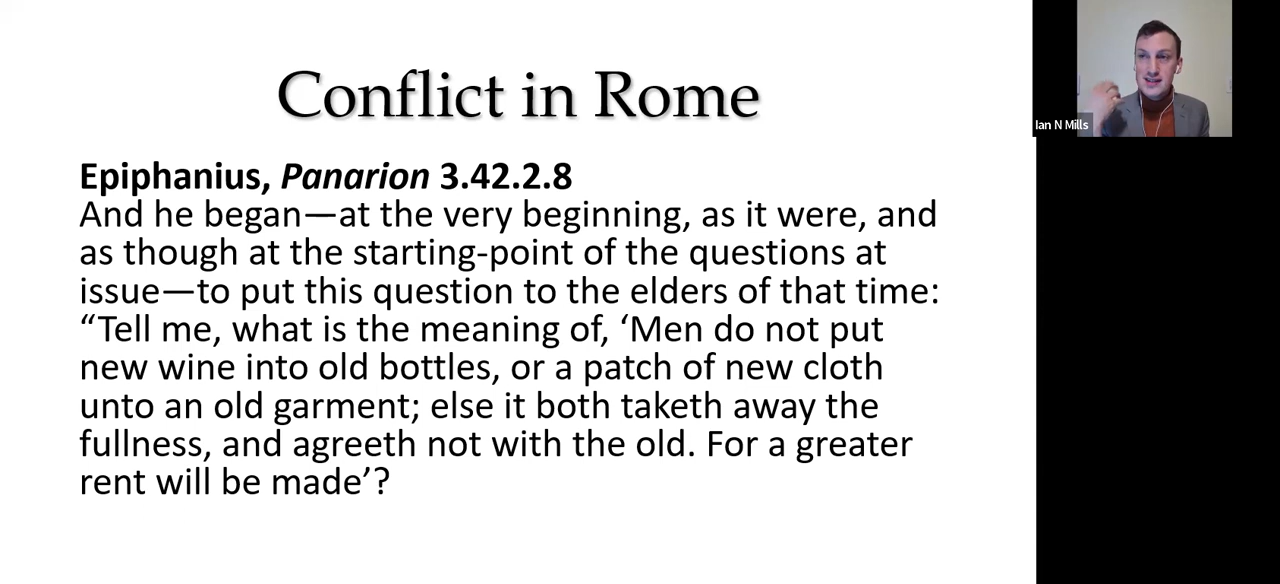 Conflict in Rome
Epiphanius, Panarion 3.42.2.8
And he began—at the very beginning, as it were, and
as though at the starting-point of the questions at
issue—to put this question to the elders of that time:
“Tell me, what is the meaning of, ‘Men do not put
new wine into old bottles, or a patch of new cloth
unto an old garment; else it both taketh away the
fullness, and agreeth not with the old. For a greater
rent will be made’?
Ian N Mills